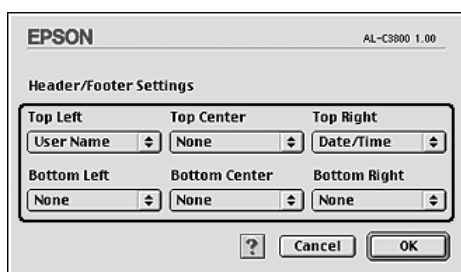 EPSON AL-C3800 1.00
Header/Footer Settings
Top Left Top Center Top Right
User Name None Date/Time
Bottom Left Bottom Center Bottom Right
None None None
? Cancel OK